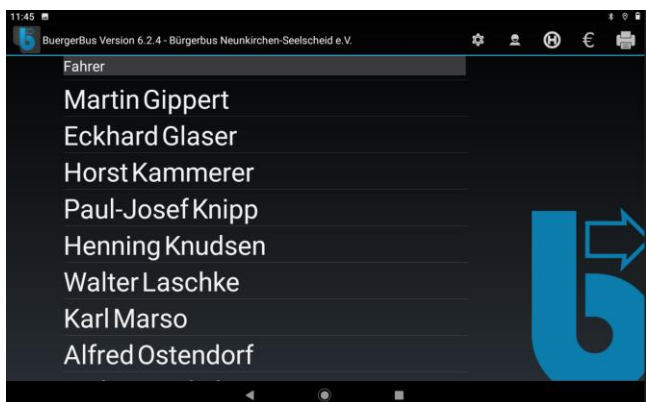 11:45
BuergerBus Version 6.2.4 - Bürgerbus Neunkirchen-Seelscheid e.V.
Fahrer
Martin Gippert
Eckhard Glaser
Horst Kammerer
Paul-Josef Knipp
Henning Knudsen
Walter Laschke
Karl Marso
Alfred Ostendorf